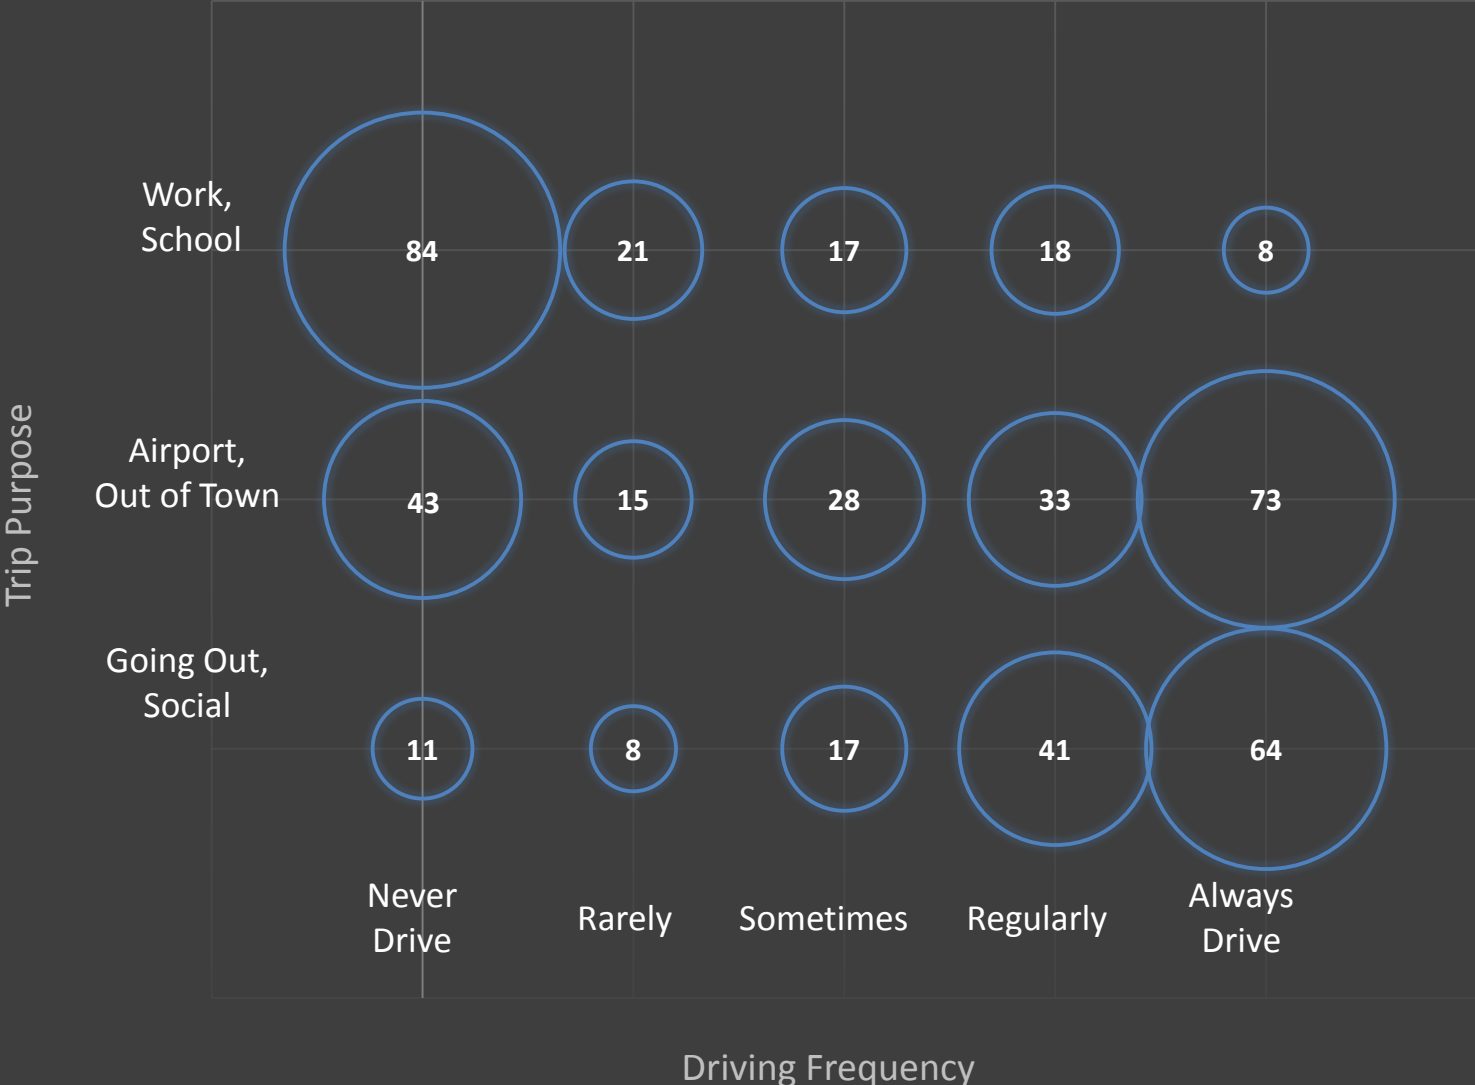 Work,
School
84
21
17
18
8
Trip Purpose
Airport,
Out of Town
43
15
28
33
73
Going Out,
Social
11
8
17
41
64
Never
Drive
Rarely
Sometimes
Regularly
Always
Drive
Driving Frequency